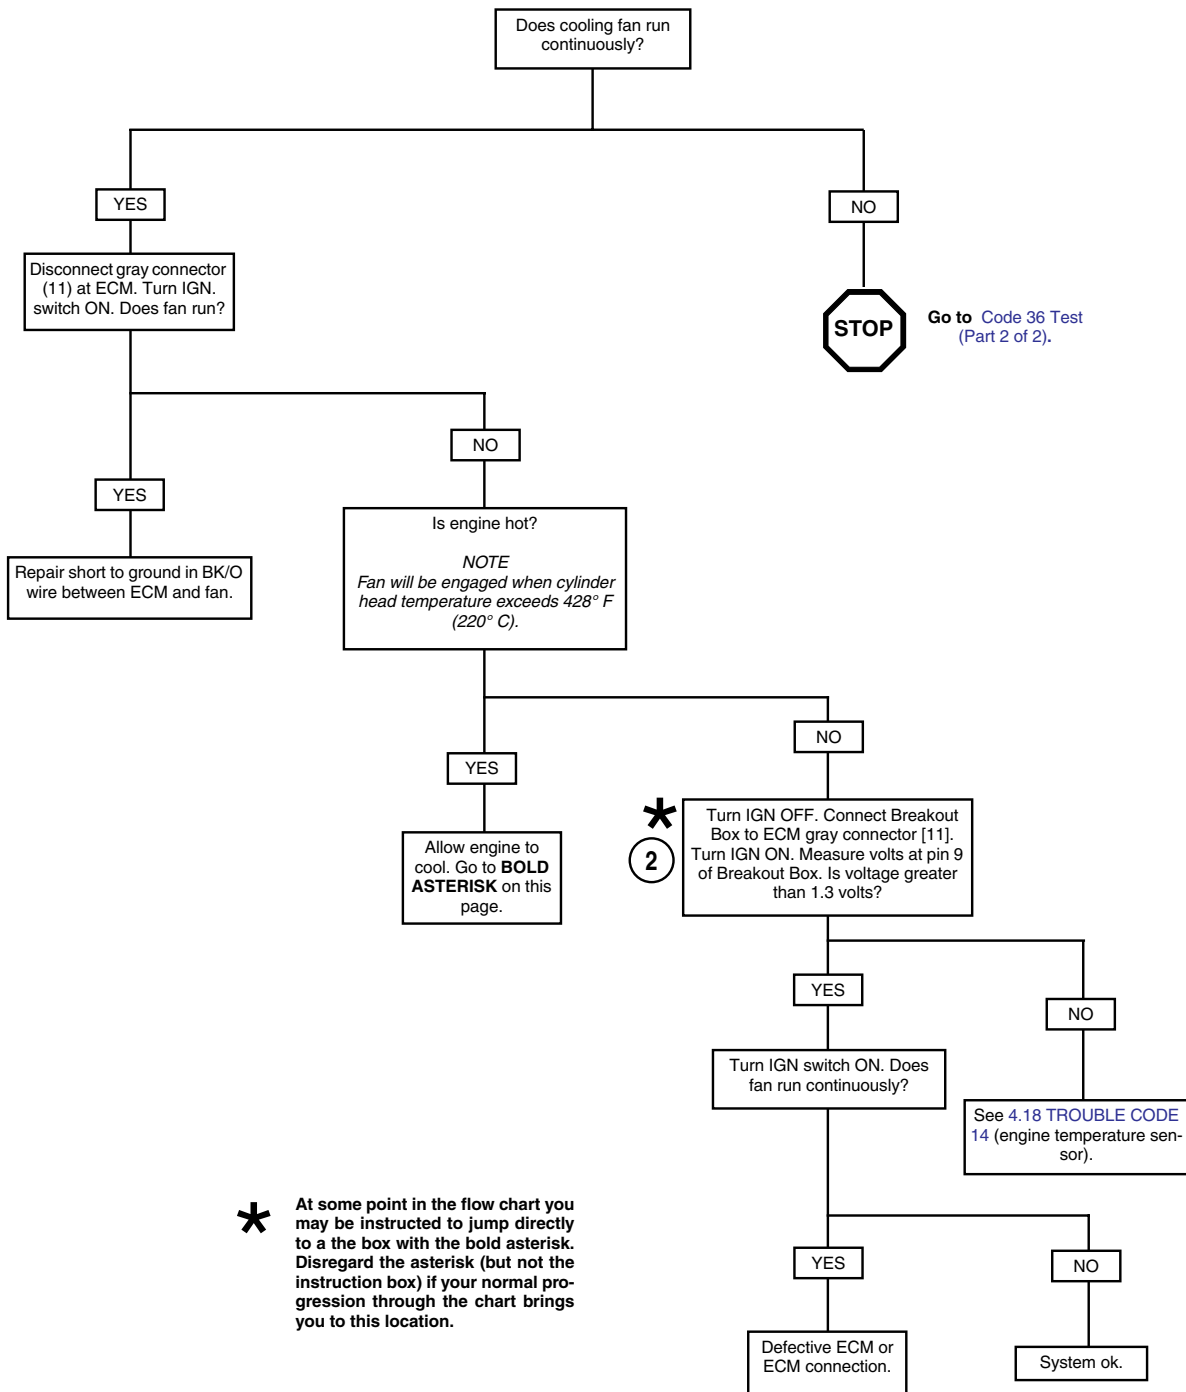 Does cooling fan run
continuously?
YES
NO
Disconnect gray connector
(11) at ECM. Turn IGN.
switch ON. Does fan run?
STOP
Go to Code 36 Test
(Part 2 of 2).
NO
YES
Repair short to ground in BK/O
wire between ECM and fan.
Is engine hot?
NOTE
Fan will be engaged when cylinder
head temperature exceeds 428° F
(220° C).
NO
YES
Allow engine to
cool. Go to BOLD
ASTERISK on this
page.
*
2
Turn IGN OFF. Connect Breakout
Box to ECM gray connector [11].
Turn IGN ON. Measure volts at pin 9
of Breakout Box. Is voltage greater
than 1.3 volts?
YES
NO
Turn IGN switch ON. Does
fan run continuously?
See 4.18 TROUBLE CODE
14 (engine temperature sen-
sor).
* At some point in the flow chart you
may be instructed to jump directly
to a the box with the bold asterisk.
Disregard the asterisk (but not the
instruction box) if your normal pro-
gression through the chart brings
you to this location.
YES
NO
Defective ECM or
ECM connection.
System ok.